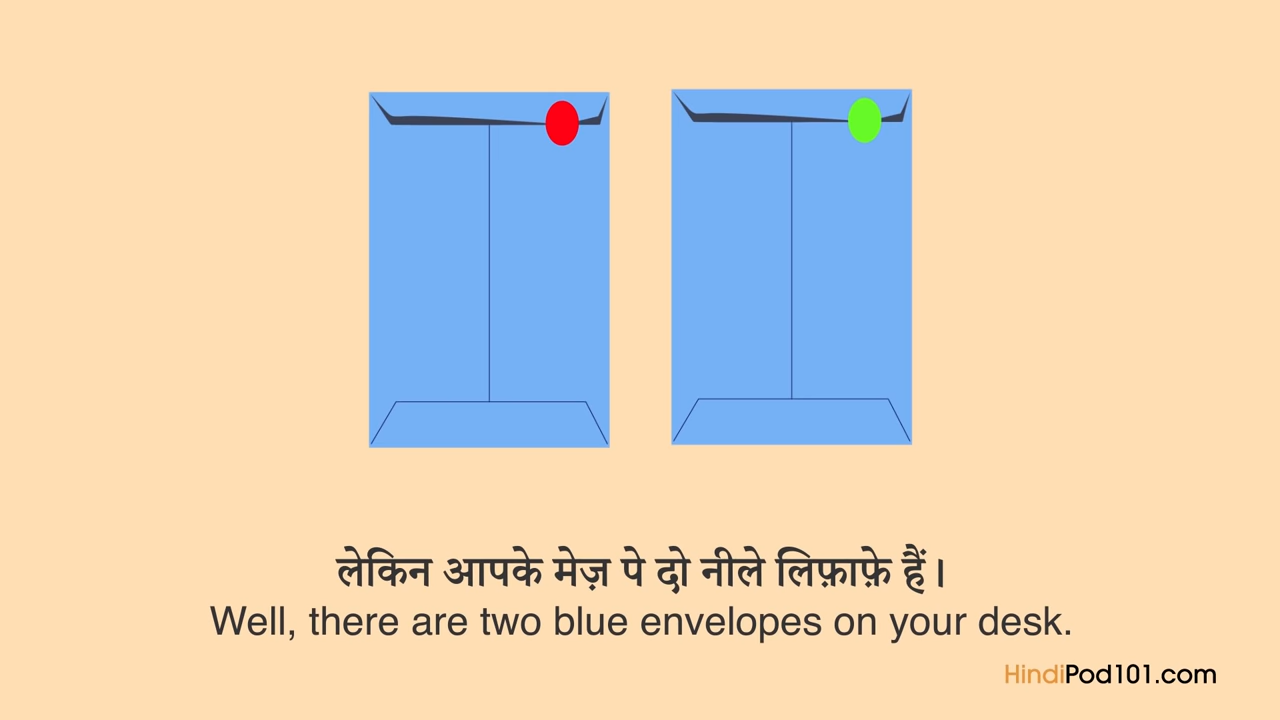 लेकिन आपके मेज़ पे दो नीले लिफ़ाफ़े हैं।
Well, there are two blue envelopes on your desk.
HindiPod101.com